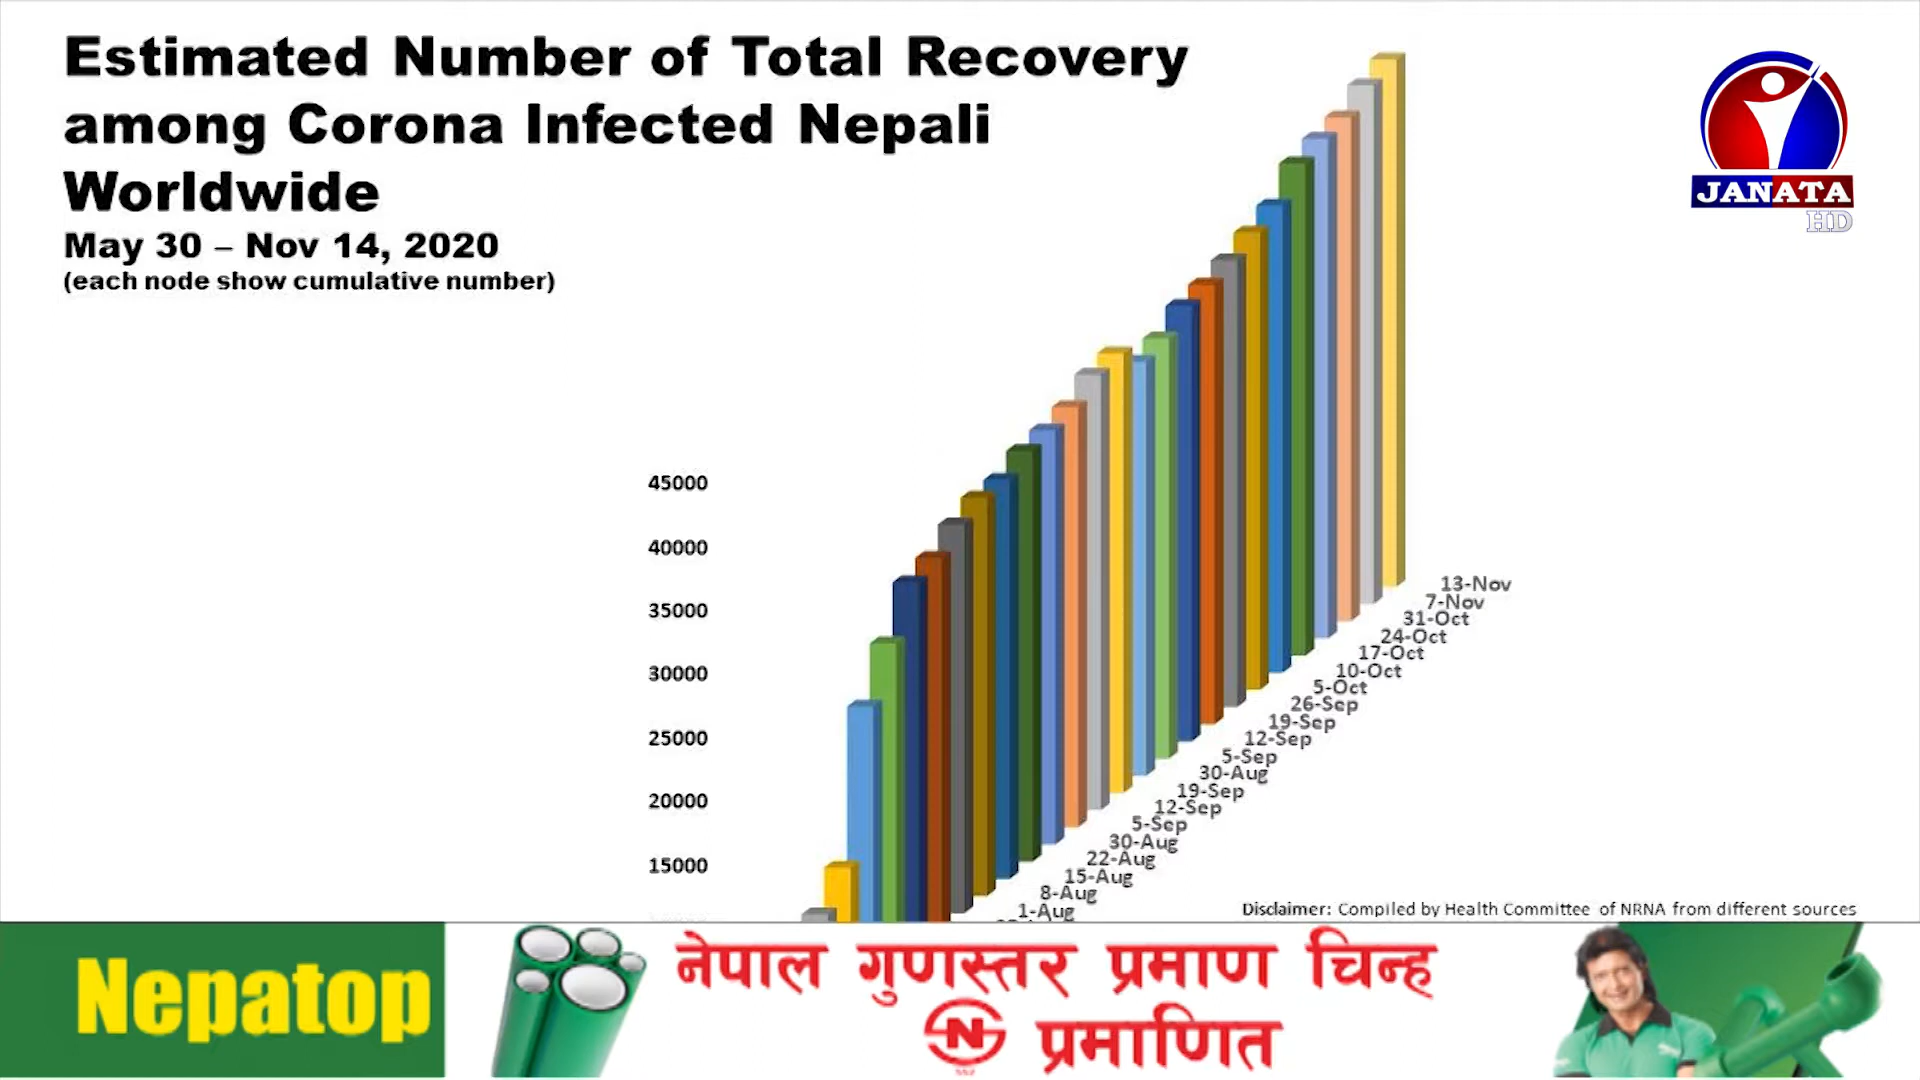 Estimated Number of Total Recovery
among Corona Infected Nepali
Worldwide
May 30 – Nov 14, 2020
(each node show cumulative number)
JANATA
HD
45000
40000
35000
30000
25000
20000
15000
13-Nov
7-Nov
31-Oct
24-Oct
17-Oct
10-Oct
5-Oct
26-Sep
19-Sep
12-Sep
5-Sep
30-Aug
19-Sep
12-Sep
5-Sep
30-Aug
22-Aug
15-Aug
8-Aug
1-Aug
Disclaimer: Compiled by Health Committee of NRNA from different sources
Nepatop
नेपाल गुणस्तर प्रमाण चिन्ह
N प्रमाणित